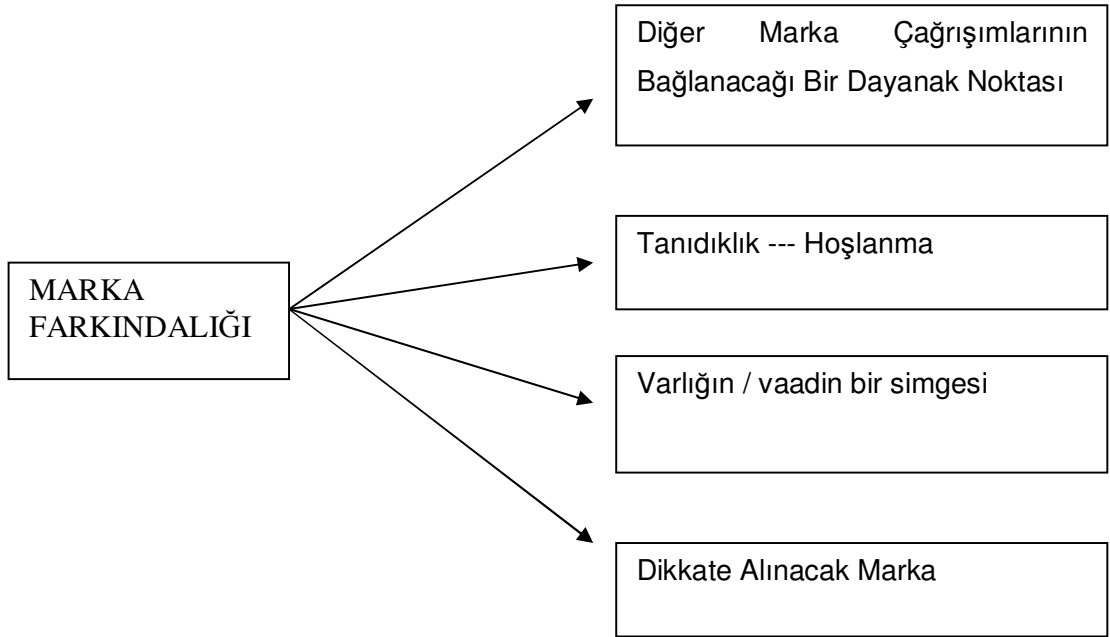 Diğer Marka Çağrışımlarının
Bağlanacağı Bir Dayanak Noktası
Tanıdıklık --- Hoşlanma
MARKA
FARKINDALIĞI
Varlığın / vaadin bir simgesi
Dikkate Alınacak Marka